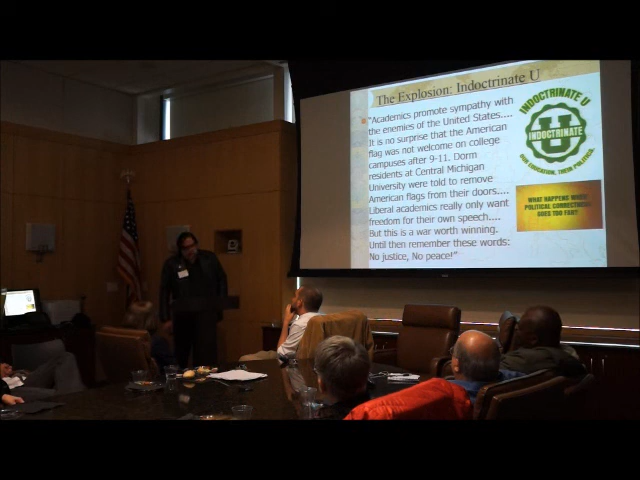 The Explosion: Indoctrinate U
“Academics promote sympathy with
the enemies of the United States....
It is no surprise that the American
flag was not welcome on college
campuses after 9-11. Dorm
residents at Central Michigan
University were told to remove
American flags from their doors....
Liberal academics really only want
freedom for their own speech....
But this is a war worth winning.
Until then remember these words:
No justice, No peace!”
INDOCTRINATE U
U
INDOCTRINATE
OUR EDUCATION, THEIR POLITICS.
WHAT HAPPENS WHEN
POLITICAL CORRECTNESS
GOES TOO FAR?